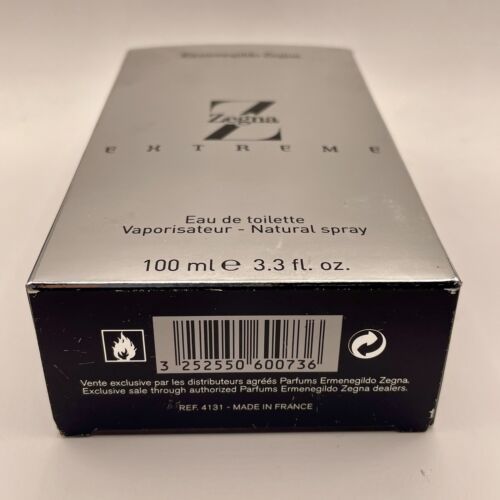 Ermenegildo Zegna
Z
Zegna
EXTREME
Eau de toilette
Vaporisateur - Natural spray
100 ml ℮ 3.3 fl. oz.
3 252550 600736
Vente exclusive par les distributeurs agréés Parfums Ermenegildo Zegna.
Exclusive sale through authorized Parfums Ermenegildo Zegna dealers.
REF. 4131 - MADE IN FRANCE